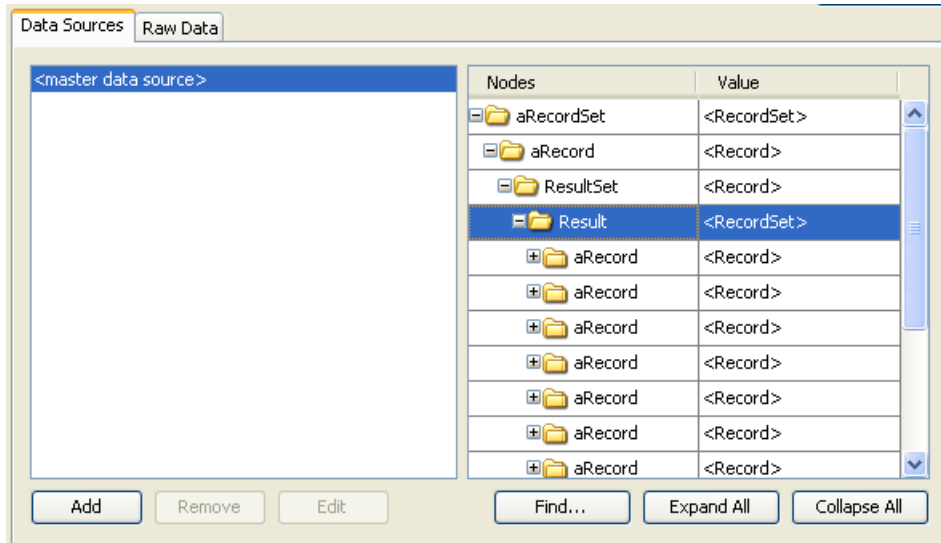 Data Sources Raw Data
<master data source>
Nodes Value
aRecordSet <RecordSet>
aRecord <Record>
ResultSet <Record>
Result <RecordSet>
aRecord <Record>
aRecord <Record>
aRecord <Record>
aRecord <Record>
aRecord <Record>
aRecord <Record>
aRecord <Record>
Add Remove Edit Find... Expand All Collapse All